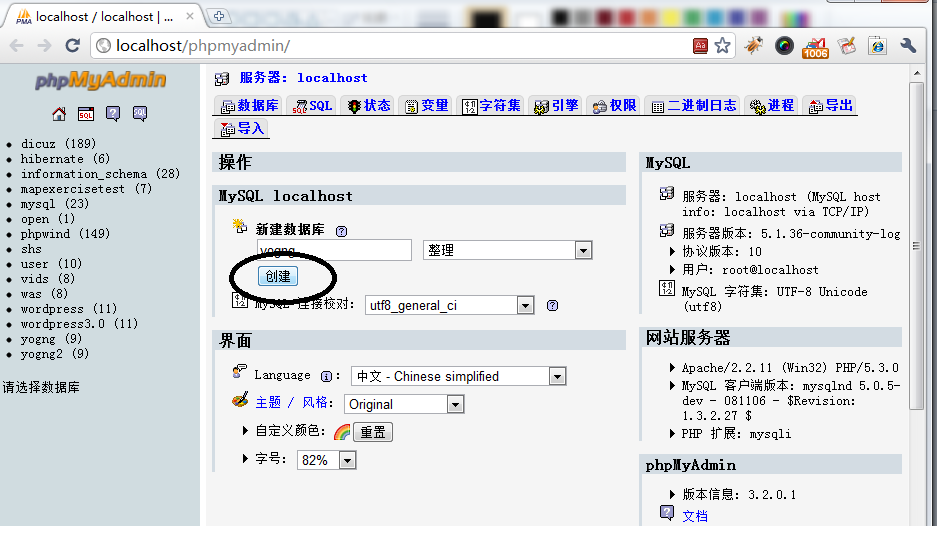 PMA
localhost / localhost | ...
localhost/phpmyadmin/
Aa
1006
phpMyAdmin
SQL
SQL
dicuz (189)
hibernate (6)
information_schema (28)
mapexercisetest (7)
mysql (23)
open (1)
phpwind (149)
shs
user (10)
vids (8)
was (8)
wordpress (11)
wordpress3.0 (11)
yogng (9)
yogng2 (9)
请选择数据库
服务器: localhost
数据库 SQL 状态 变量 字符集 引擎 权限 二进制日志 进程 导出
导入
操作
MySQL localhost
新建数据库
yogng 整理
创建
MySQL 连接校对: utf8_general_ci
界面
Language : 中文 - Chinese simplified
主题 / 风格: Original
自定义颜色: 重置
字号: 82%
MySQL
服务器: localhost (MySQL host
info: localhost via TCP/IP)
服务器版本: 5.1.36-community-log
协议版本: 10
用户: root@localhost
MySQL 字符集: UTF-8 Unicode
(utf8)
网站服务器
Apache/2.2.11 (Win32) PHP/5.3.0
MySQL 客户端版本: mysqlnd 5.0.5-
dev - 081106 - $Revision:
1.3.2.27 $
PHP 扩展: mysqli
phpMyAdmin
版本信息: 3.2.0.1
文档